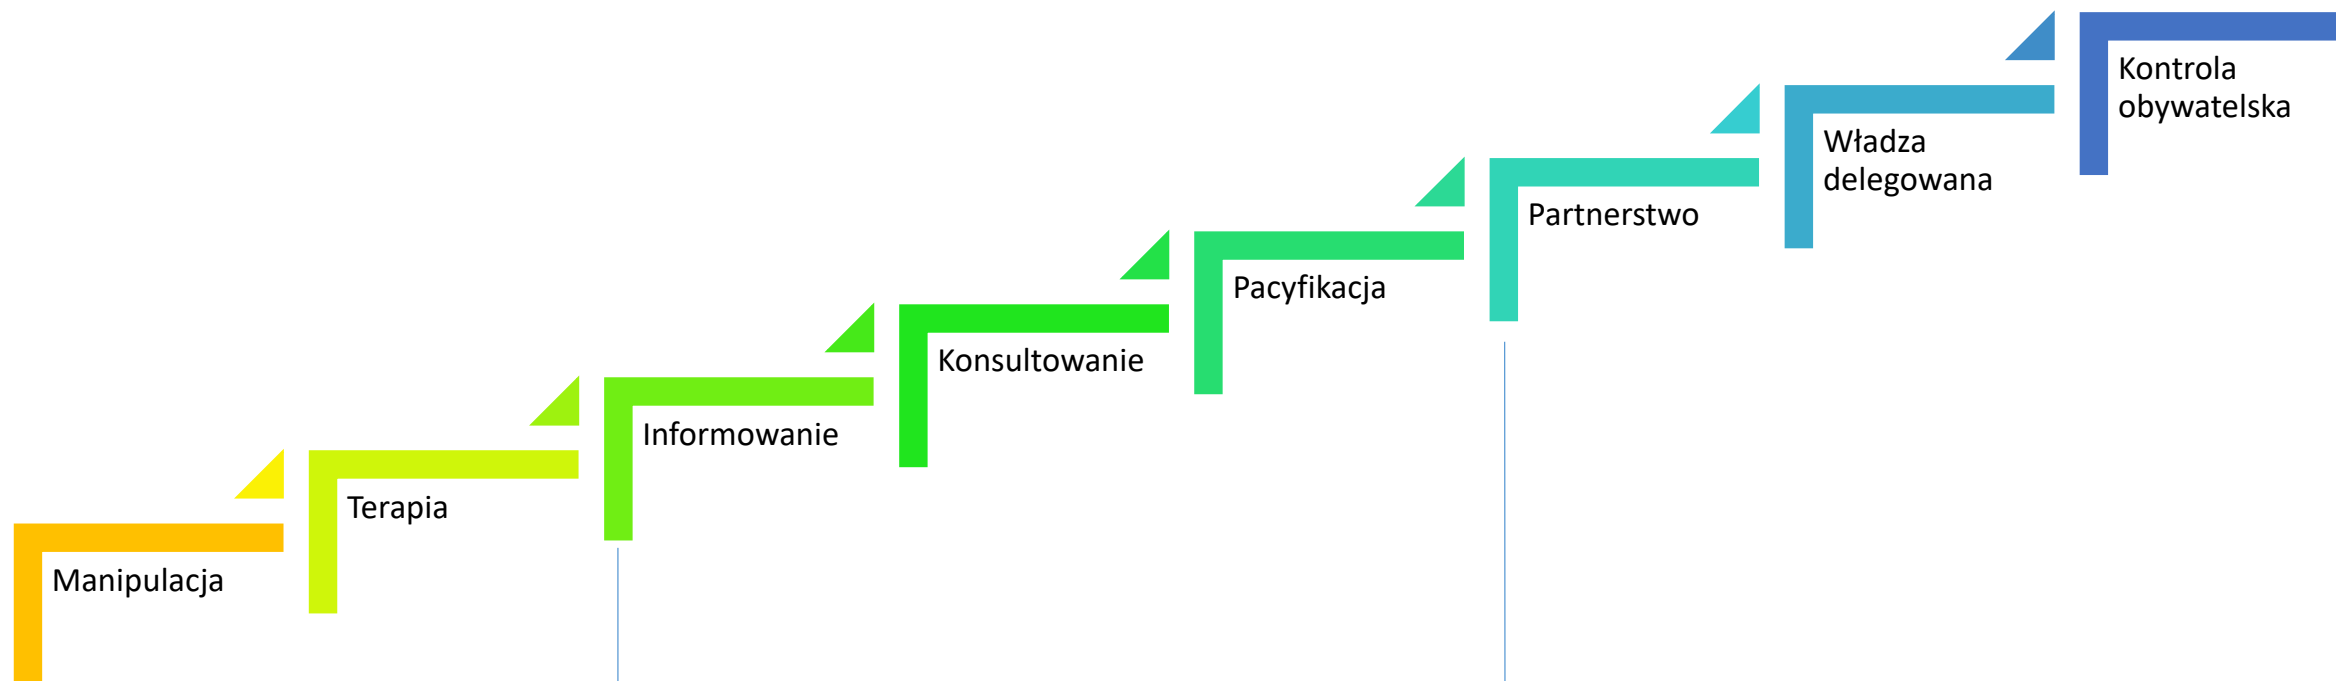 Manipulacja
Terapia
Informowanie
Konsultowanie
Pacyfikacja
Partnerstwo
Władza
delegowana
Kontrola
obywatelska